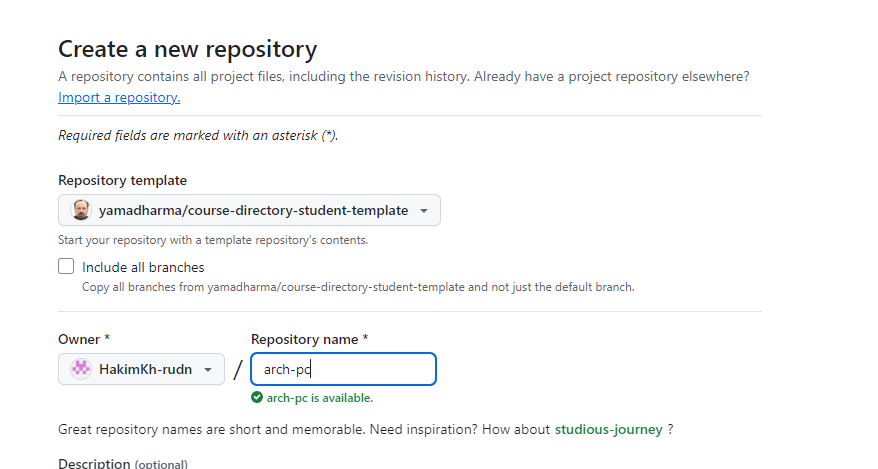 Create a new repository
A repository contains all project files, including the revision history. Already have a project repository elsewhere?
Import a repository.
Required fields are marked with an asterisk (*).
Repository template
yamadharma/course-directory-student-template
Start your repository with a template repository's contents.
Include all branches
Copy all branches from yamadharma/course-directory-student-template and not just the default branch.
Owner * Repository name *
HakimKh-rudn / arch-pc
arch-pc is available.
Great repository names are short and memorable. Need inspiration? How about studious-journey ?
Description (optional)